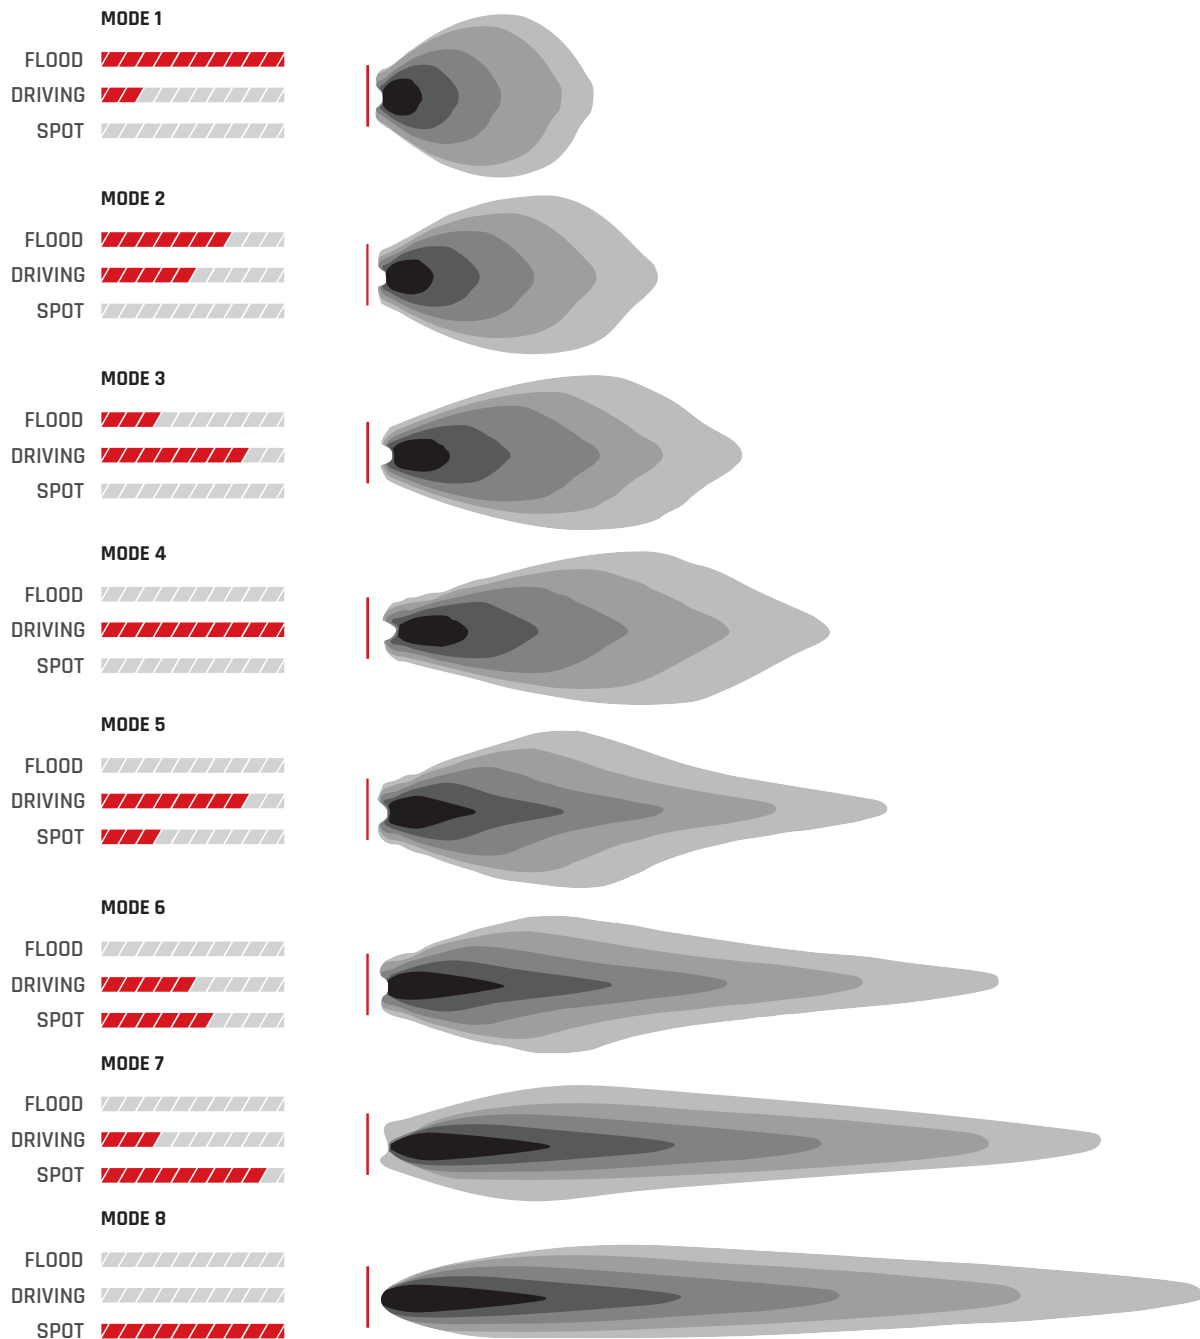 MODE 1
FLOOD
DRIVING
SPOT
MODE 2
FLOOD
DRIVING
SPOT
MODE 3
FLOOD
DRIVING
SPOT
MODE 4
FLOOD
DRIVING
SPOT
MODE 5
FLOOD
DRIVING
SPOT
MODE 6
FLOOD
DRIVING
SPOT
MODE 7
FLOOD
DRIVING
SPOT
MODE 8
FLOOD
DRIVING
SPOT